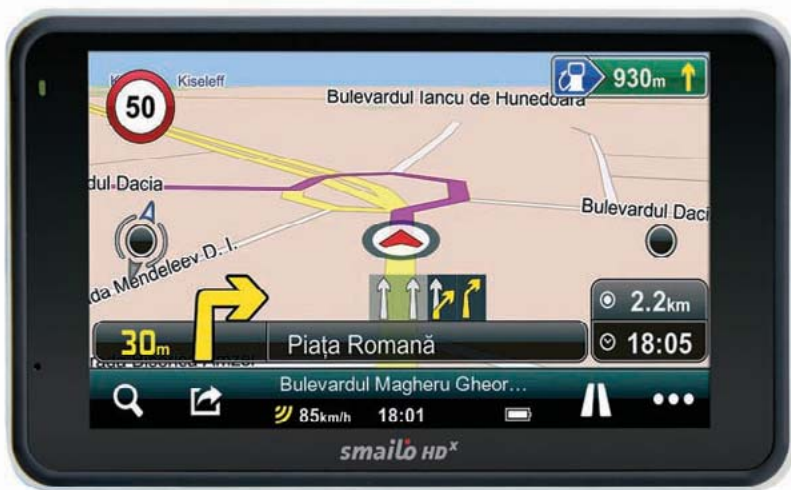 Kiseleff
50
930m
Bulevardul Iancu de Hunedoara
dul Dacia
Bulevardul Daci
da Mendeleev D. I.
2.2km
30m
Piața Romană
18:05
Bulevardul Magheru Gheor...
85km/h 18:01
smailo HDx